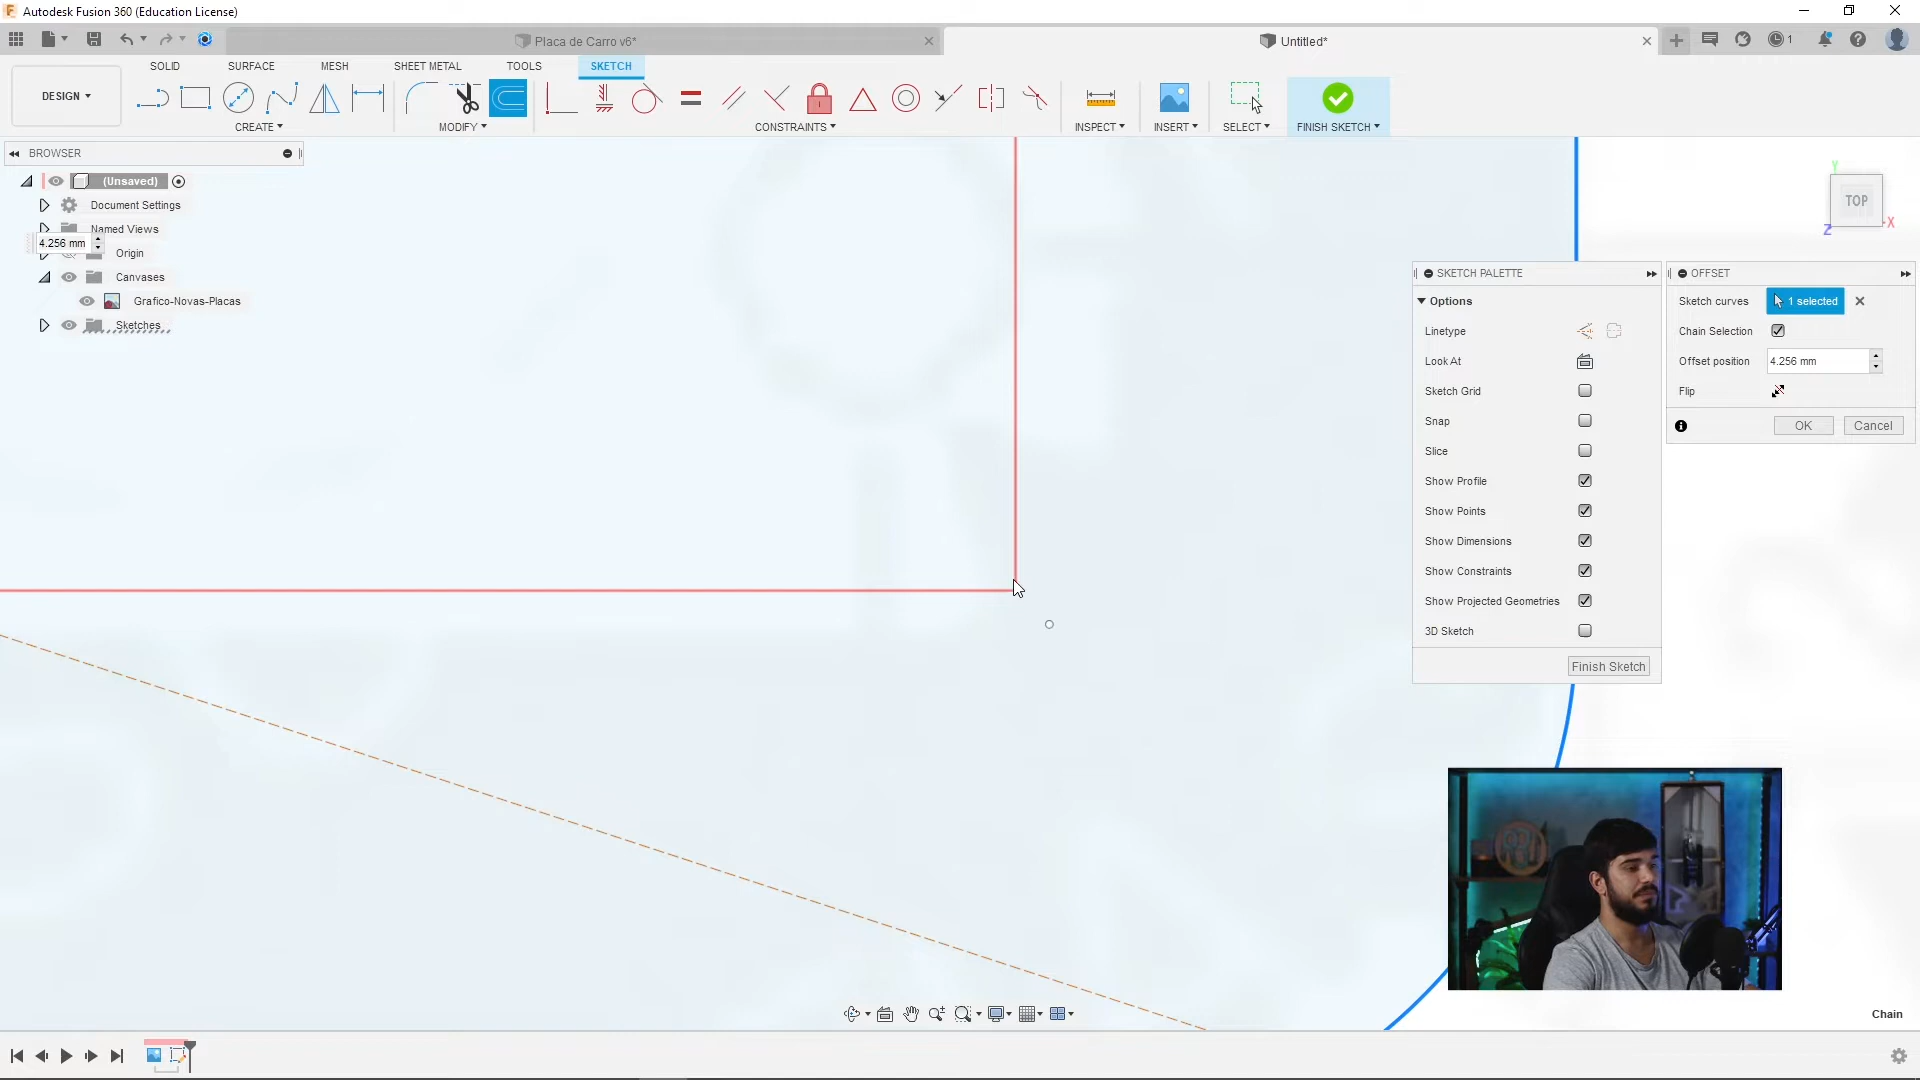 Autodesk Fusion 360 (Education License)
Placa de Carro v6*
Untitled*
1
SOLID
SURFACE
MESH
SHEET METAL
TOOLS
SKETCH
DESIGN
CREATE
MODIFY
CONSTRAINTS
INSPECT
INSERT
SELECT
FINISH SKETCH
BROWSER
(Unsaved)
Document Settings
Named Views
4.256 mm
Origin
Canvases
Grafico-Novas-Placas
Sketches
Y
TOP
X
Z
SKETCH PALETTE
Options
Linetype
Look At
Sketch Grid
Snap
Slice
Show Profile
Show Points
Show Dimensions
Show Constraints
Show Projected Geometries
3D Sketch
Finish Sketch
OFFSET
Sketch curves
1 selected
Chain Selection
Offset position
4.256 mm
Flip
OK
Cancel
Chain